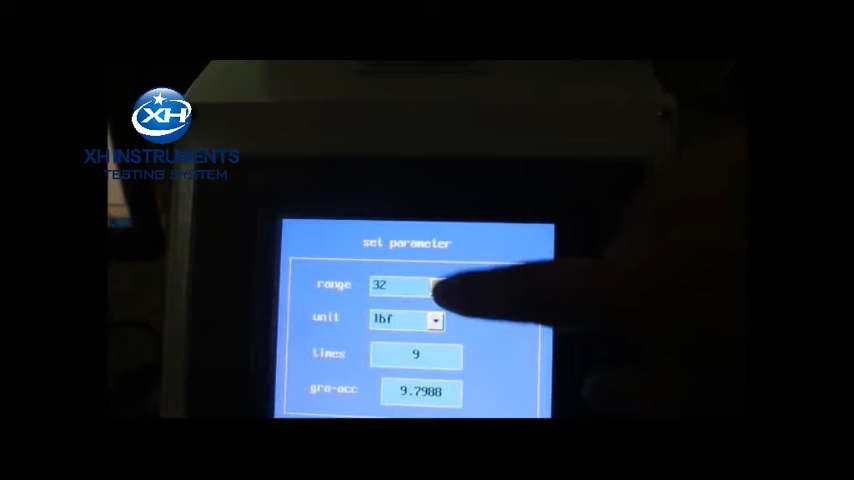 XH
XH INSTRUMENTS
TESTING SYSTEM
set parameter
range 32
unit lbf
times 9
gra-acc 9.7988